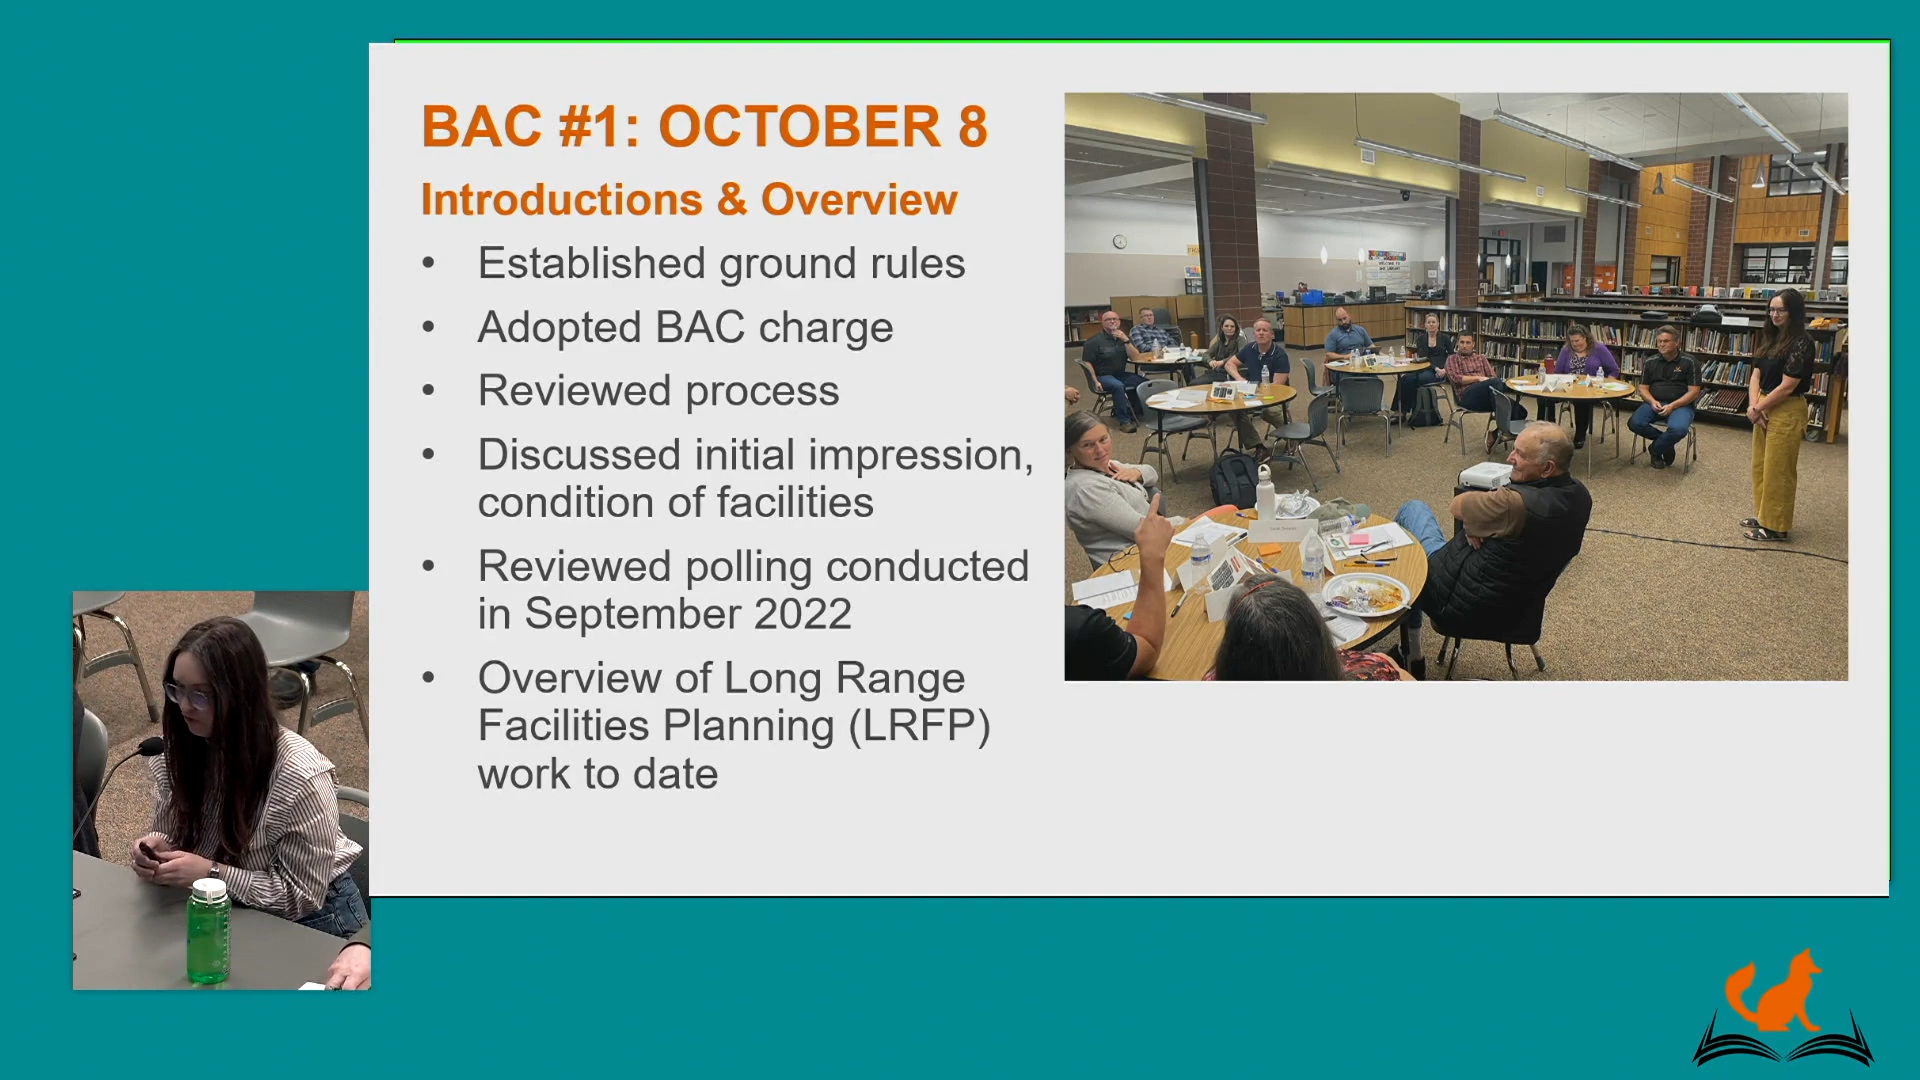 BAC #1: OCTOBER 8
Introductions & Overview
• Established ground rules
• Adopted BAC charge
• Reviewed process
• Discussed initial impression,
condition of facilities
• Reviewed polling conducted
in September 2022
• Overview of Long Range
Facilities Planning (LRFP)
work to date